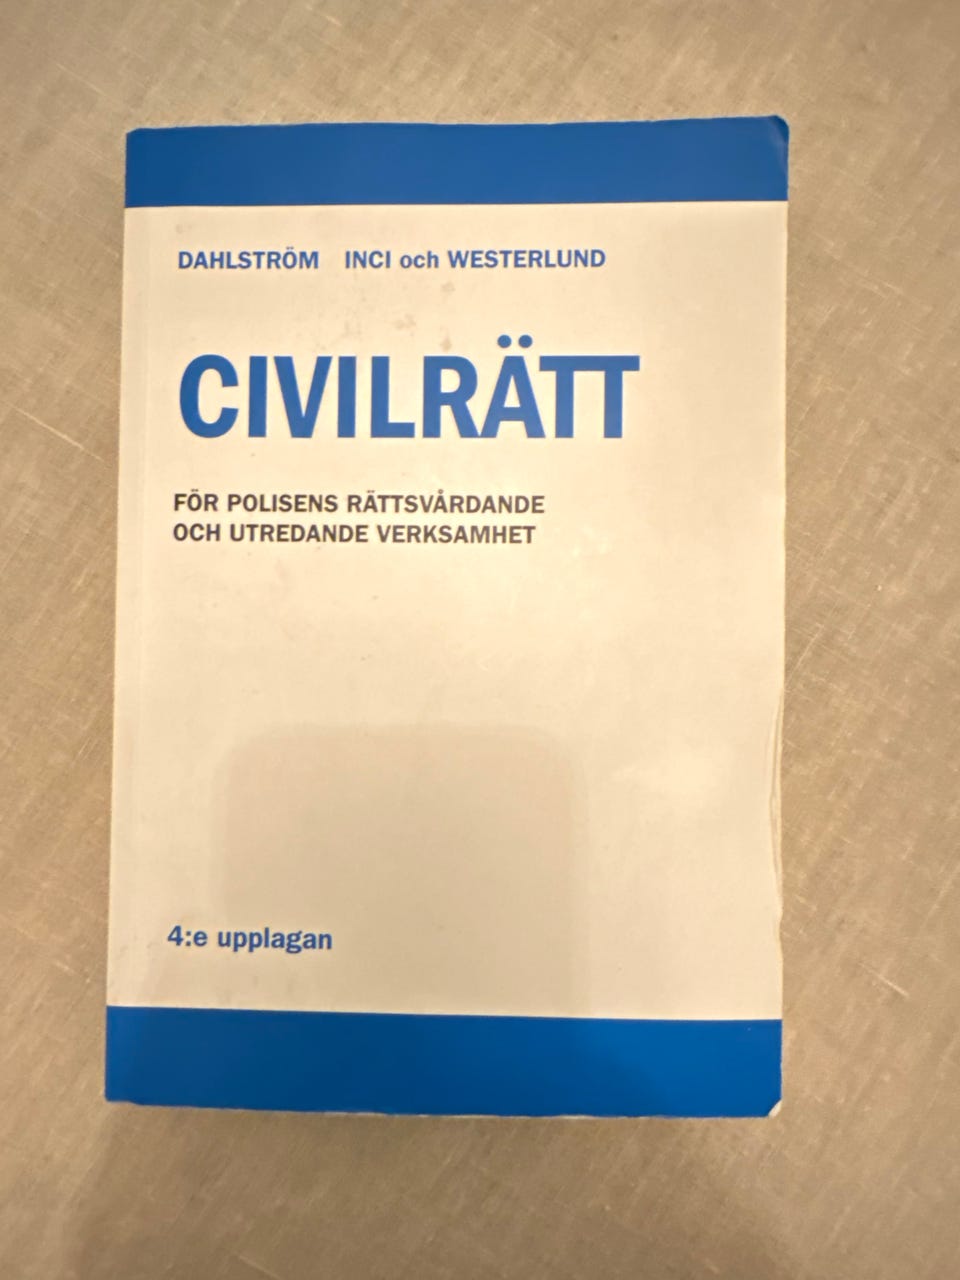 DAHLSTRÖM INCI och WESTERLUND
CIVILRÄTT
FÖR POLISENS RÄTTSVÅRDANDE
OCH UTREDANDE VERKSAMHET
4:e upplagan